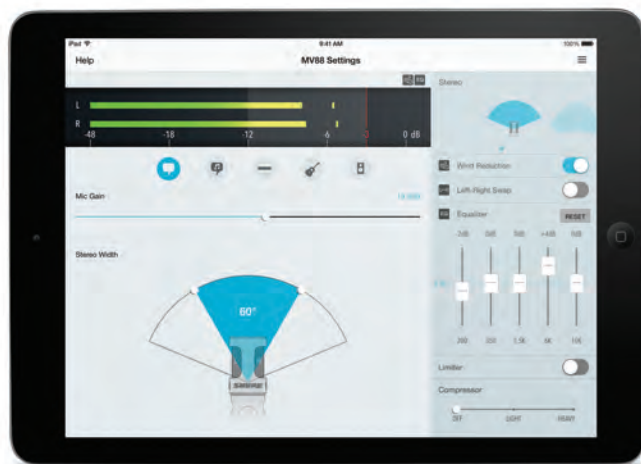 iPad 9:41 AM 100%
Help MV88 Settings
Stereo
L
R
-48 -18 -12 -6 0 dB
Wind Reduction
Left-Right Swap
Mic Gain
Equalizer RESET
Stereo Width
60°
SHURE
Limiter
Compressor
OFF LIGHT HEAVY